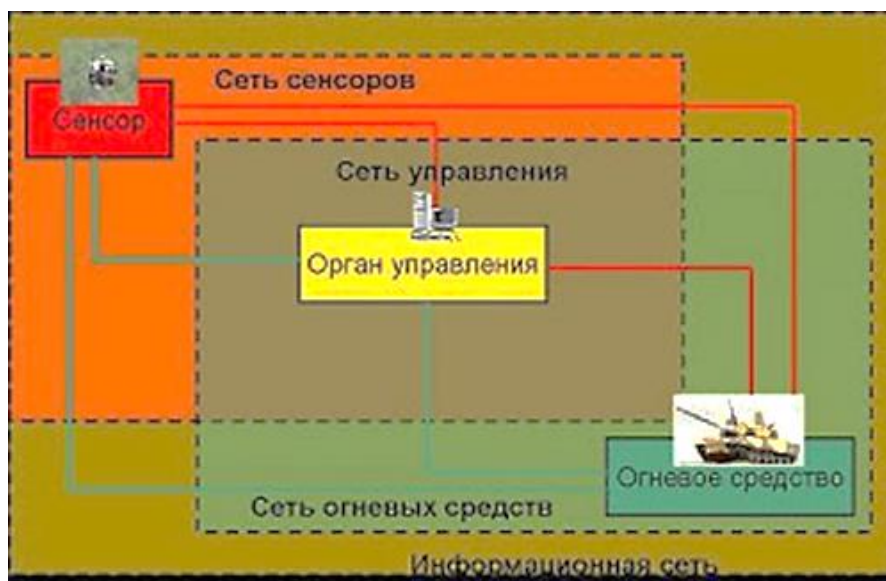 Сеть сенсоров
Сенсор
Сеть управления
Орган управления
Огневое средство
Сеть огневых средств
Информационная сеть